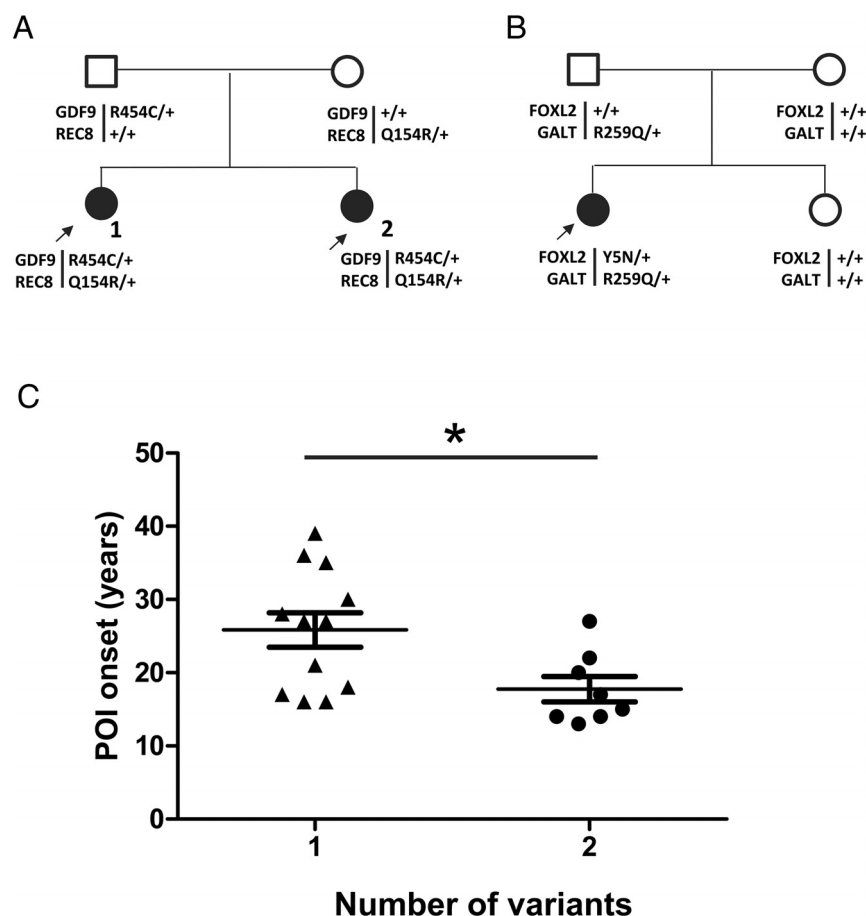 A
B
GDF9 R454C/+
REC8 +/+
GDF9 +/+
REC8 Q154R/+
FOXL2 +/+
GALT R259Q/+
FOXL2 +/+
GALT +/+
1
2
GDF9 R454C/+
REC8 Q154R/+
GDF9 R454C/+
REC8 Q154R/+
FOXL2 Y5N/+
GALT R259Q/+
FOXL2 +/+
GALT +/+
C
*
50
40
30
20
10
0
POI onset (years)
1 2
Number of variants